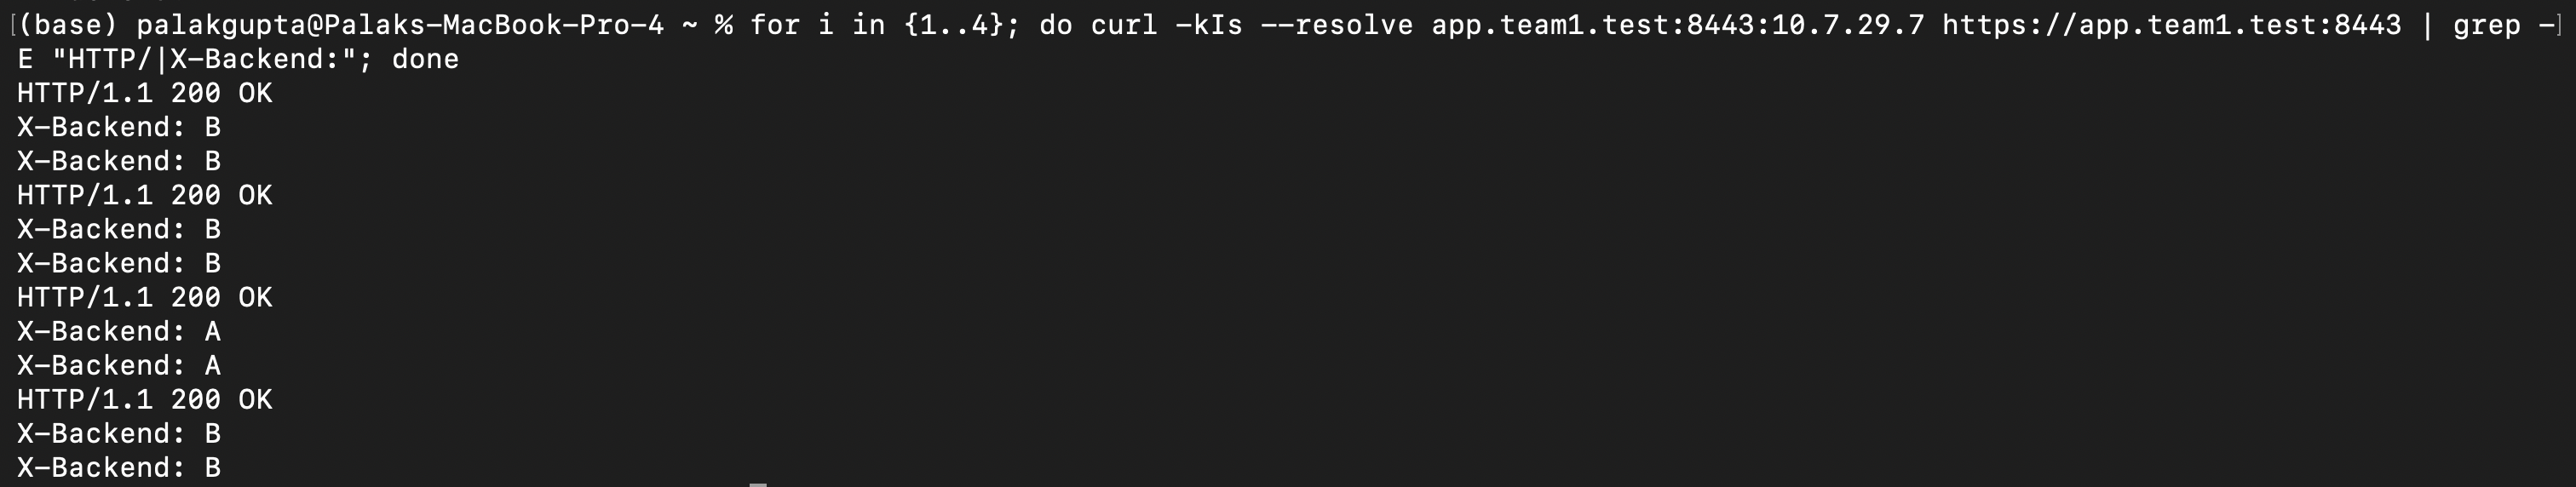 [(base) palakgupta@Palaks-MacBook-Pro-4 ~ % for i in {1..4}; do curl -kIs --resolve app.team1.test:8443:10.7.29.7 https://app.team1.test:8443 | grep -]
E "HTTP/|X-Backend:"; done
HTTP/1.1 200 OK
X-Backend: B
X-Backend: B
HTTP/1.1 200 OK
X-Backend: B
X-Backend: B
HTTP/1.1 200 OK
X-Backend: A
X-Backend: A
HTTP/1.1 200 OK
X-Backend: B
X-Backend: B